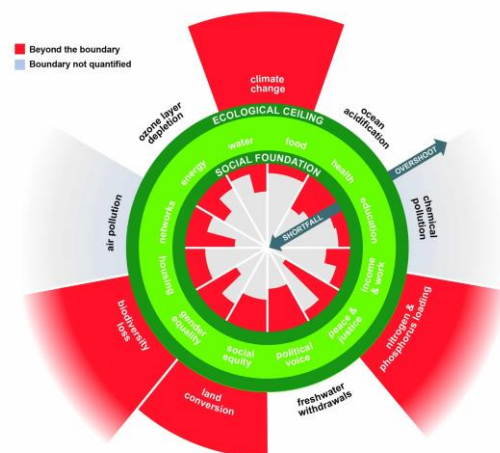 Beyond the boundary
Boundary not quantified
climate
change
ozone layer
depletion
ocean
acidification
ECOLOGICAL CEILING
OVERSHOOT
water
food
energy
health
SOCIAL FOUNDATION
networks
education
SHORTFALL
air pollution
chemical
pollution
housing
income
& work
gender
equality
peace &
justice
social
equity
political
voice
biodiversity
loss
nitrogen &
phosphorus loading
land
conversion
freshwater
withdrawals